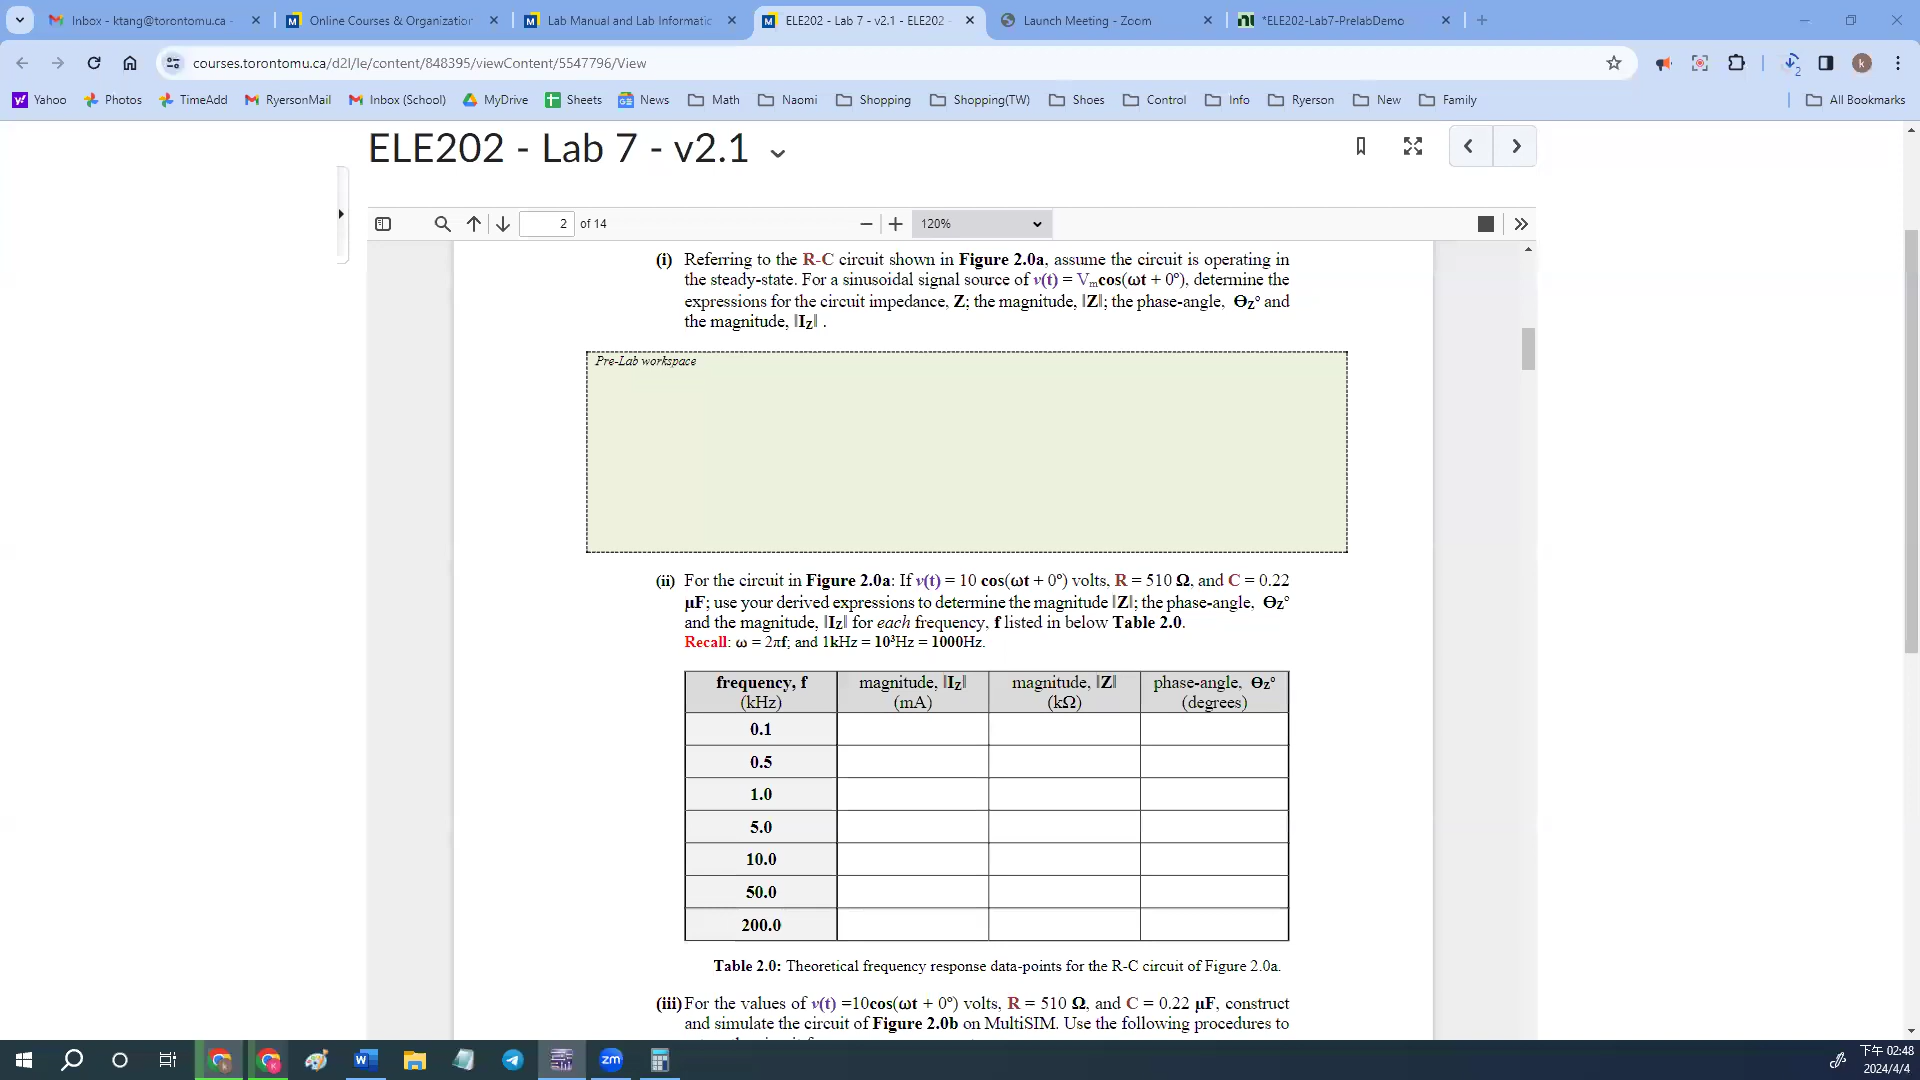 Inbox - ktang@torontomu.ca -
Online Courses & Organization
Lab Manual and Lab Informatic
ELE202 - Lab 7 - v2.1 - ELE202 -
Launch Meeting - Zoom
*ELE202-Lab7-PrelabDemo
courses.torontomu.ca/d2l/le/content/848395/viewContent/5547796/View
Yahoo Photos TimeAdd RyersonMail Inbox (School) MyDrive Sheets News Math Naomi Shopping Shopping(TW) Shoes Control Info Ryerson New Family All Bookmarks
ELE202 - Lab 7 - v2.1
2 of 14 120%
(i) Referring to the R-C circuit shown in Figure 2.0a, assume the circuit is operating in
the steady-state. For a sinusoidal signal source of v(t) = Vmcos(ωt + 0º), determine the
expressions for the circuit impedance, Z; the magnitude, |Z|; the phase-angle, ϴZ° and
the magnitude, |IZ| .
Pre-Lab workspace
(ii) For the circuit in Figure 2.0a: If v(t) = 10 cos(ωt + 0º) volts, R = 510 Ω, and C = 0.22
µF; use your derived expressions to determine the magnitude |Z|; the phase-angle, ϴZ°
and the magnitude, |IZ| for each frequency, f listed in below Table 2.0.
Recall: ω = 2πf; and 1kHz = 10³Hz = 1000Hz.
frequency, f magnitude, |IZ| magnitude, |Z| phase-angle, ϴZ°
(kHz) (mA) (kΩ) (degrees)
0.1
0.5
1.0
5.0
10.0
50.0
200.0
Table 2.0: Theoretical frequency response data-points for the R-C circuit of Figure 2.0a.
(iii) For the values of v(t) =10cos(ωt + 0º) volts, R = 510 Ω, and C = 0.22 µF, construct
and simulate the circuit of Figure 2.0b on MultiSIM. Use the following procedures to
zm
下午 02:48
2024/4/4